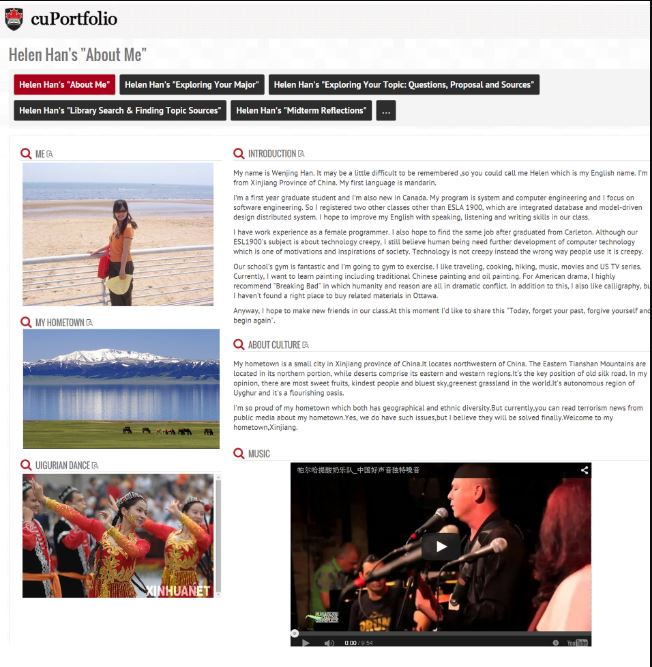 cuPortfolio
Helen Han's "About Me"
Helen Han's "About Me"
Helen Han's "Exploring Your Major"
Helen Han's "Exploring Your Topic: Questions, Proposal and Sources"
Helen Han's "Library Search & Finding Topic Sources"
Helen Han's "Midterm Reflections"
...
ME
INTRODUCTION
My name is Wenjing Han. It may be a little difficult to be remembered ,so you could call me Helen which is my English name. I'm
from Xinjiang Province of China. My first language is mandarin.
I'm a first year graduate student and I'm also new in Canada. My program is system and computer engineering and I focus on
software engineering. So I registered two other classes other than ESLA 1900, which are integrated database and model-driven
design distributed system. I hope to improve my English with speaking, listening and writing skills in our class.
I have work experience as a female programmer. I also hope to find the same job after graduated from Carleton. Although our
ESL1900's subject is about technology creepy, I still believe human being need further development of computer technology
which is one of motivations and inspirations of society. Technology is not creepy instead the wrong way people use it is creepy.
Our school's gym is fantastic and I'm going to gym to exercise. I like traveling, cooking, hiking, music, movies and US TV series.
Currently, I want to learn painting including traditional Chinese painting and oil painting. For American drama, I highly
recommend "Breaking Bad" in which humanity and reason are all in dramatic conflict. In addition to this, I also like calligraphy,
I haven't found a right place to buy related materials in Ottawa.
Anyway, I hope to make new friends in our class.At this moment I'd like to share this "Today, forget your past, forgive yourself and
begin again".
MY HOMETOWN
ABOUT CULTURE
My hometown is a small city in Xinjiang province of China.It locates northwestern of China. The Eastern Tianshan Mountains are
located in its northern portion, while deserts comprise its eastern and western regions.It's the key position of old silk road. In my
opinion, there are most sweet fruits, kindest people and bluest sky,greenest grassland in the world.It's autonomous region of
Uyghur and it's a flourishing oasis.
I'm so proud of my hometown which both has geographical and ethnic diversity.But currently,you can read terrorism news from
public media about my hometown.Yes, we do have such issues,but I believe they will be solved finally.Welcome to my
hometown,Xinjiang.
UIGURIAN DANCE
XINHUANET
MUSIC
帕尔哈提酸奶乐队_中国好声音独特嗓音
0:00 / 9:54
YouTube